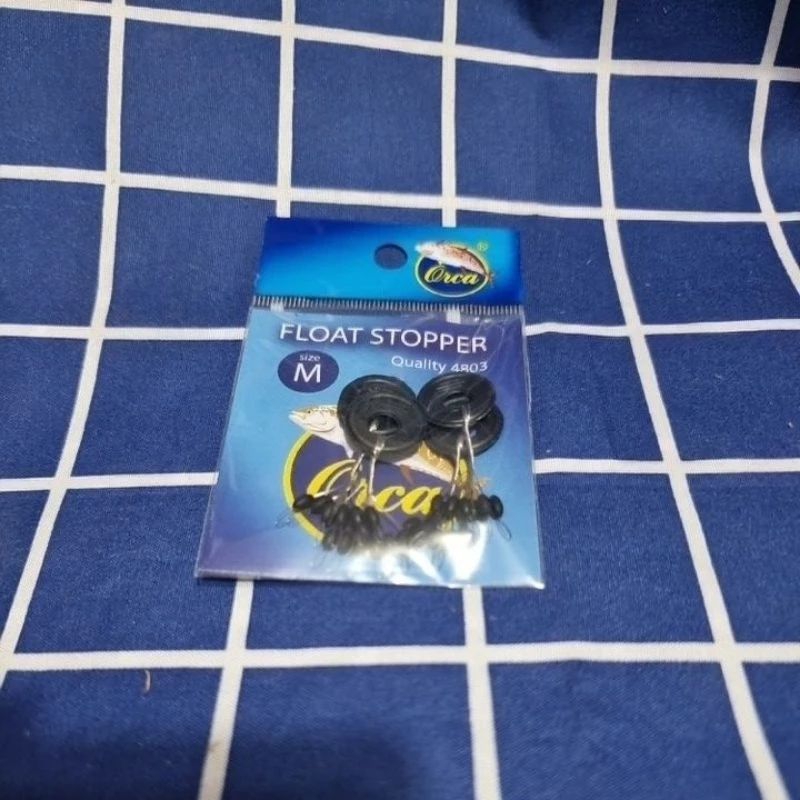 Orca®
FLOAT STOPPER
size
M
Quality 4803
Orca